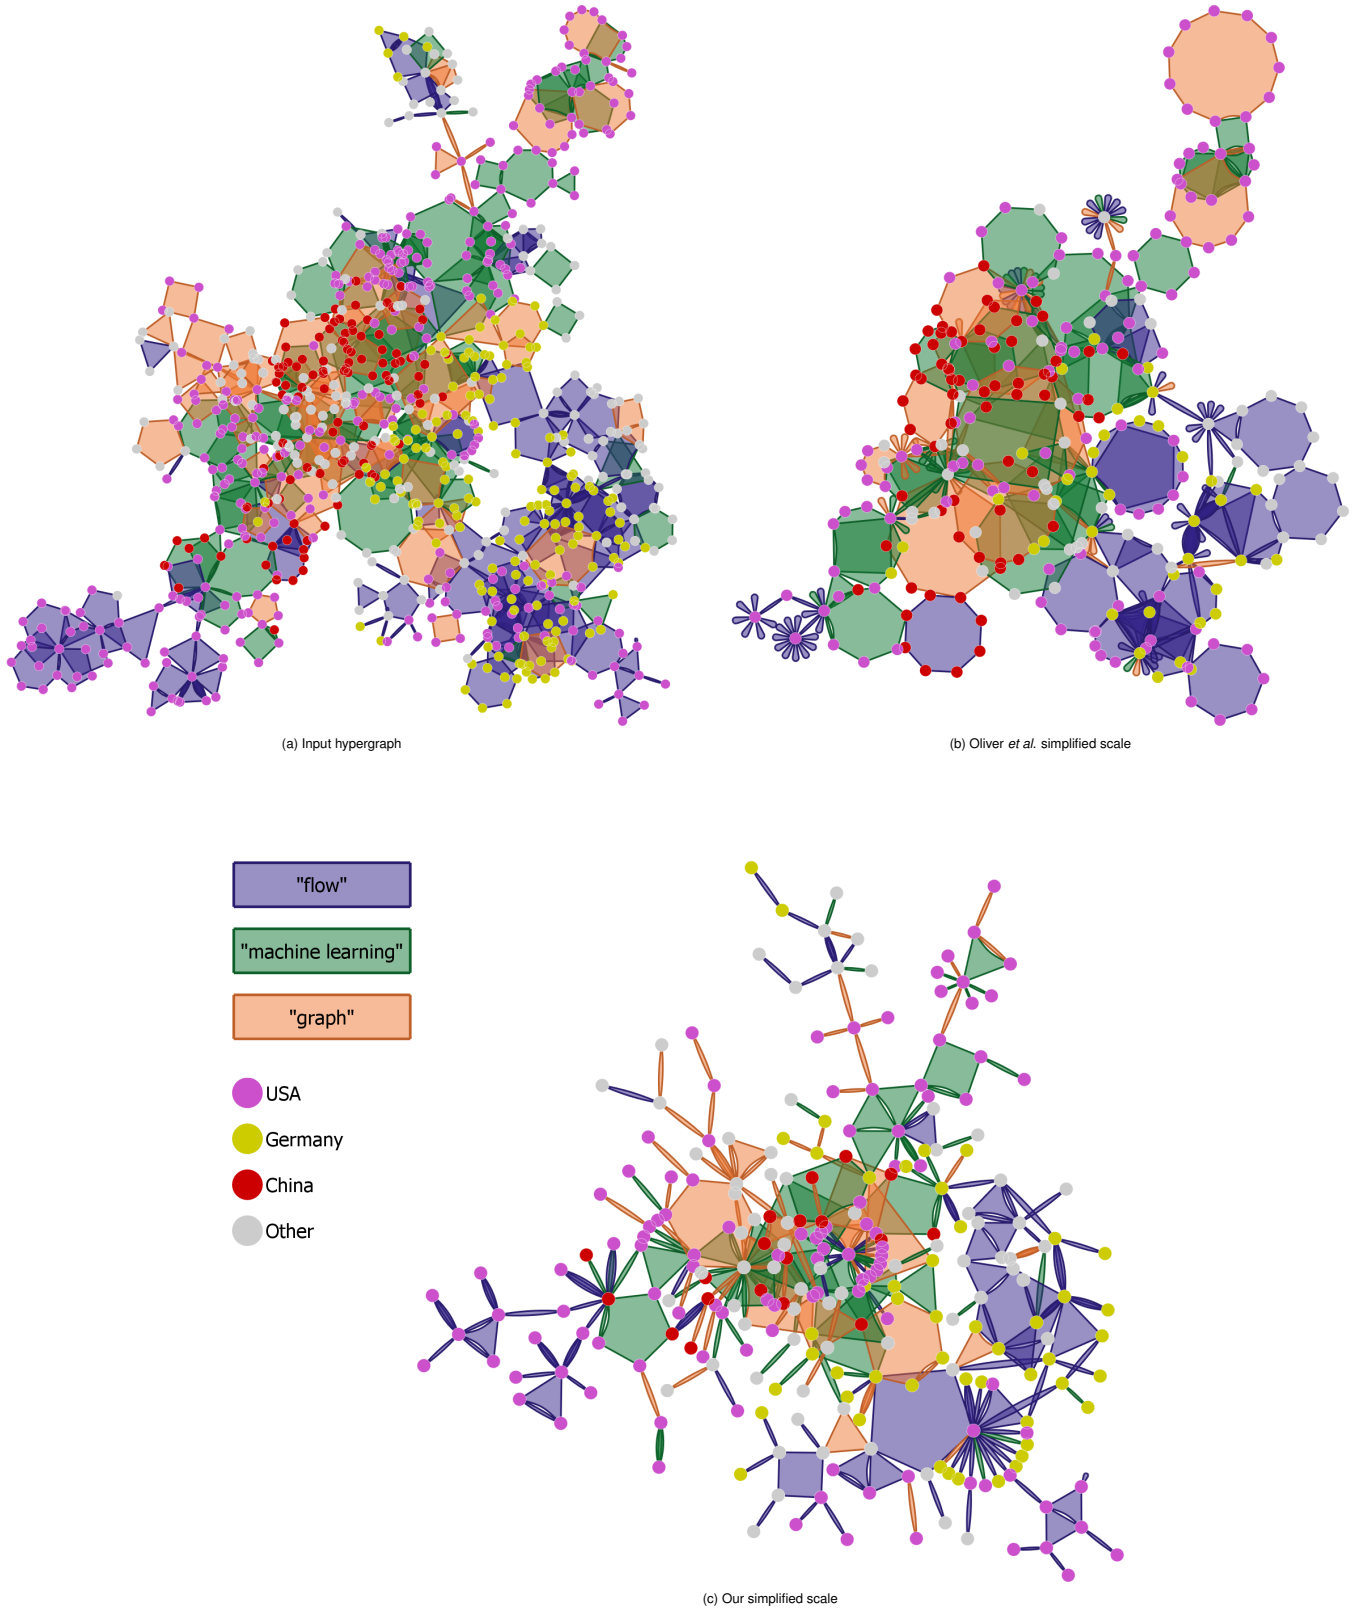 (a) Input hypergraph
(b) Oliver et al. simplified scale
"flow"
"machine learning"
"graph"
USA
Germany
China
Other
(c) Our simplified scale